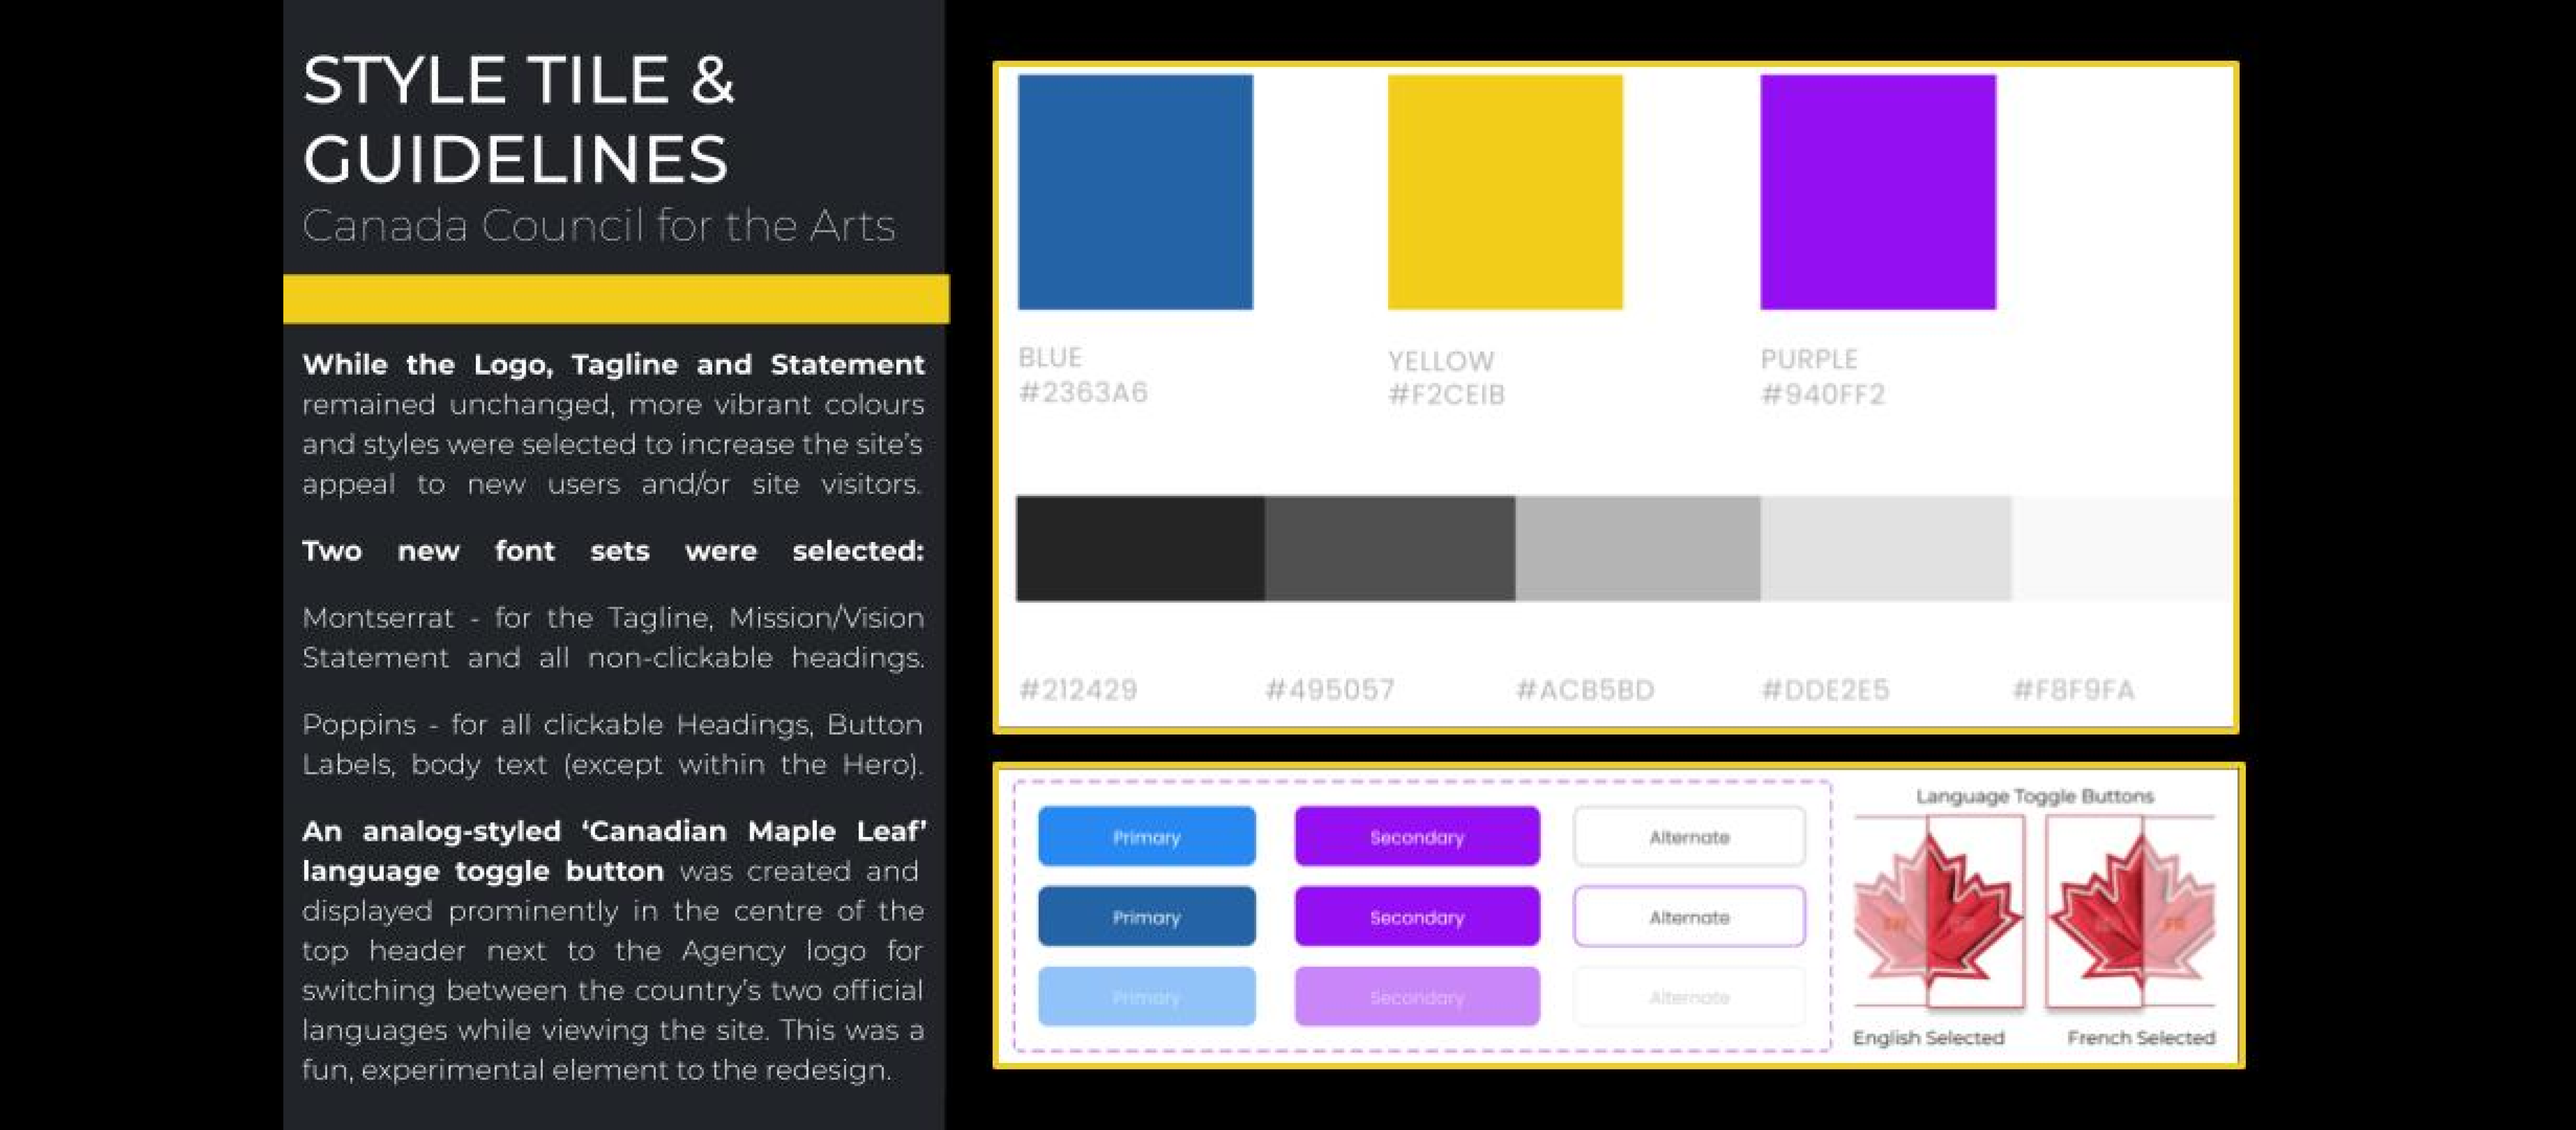 STYLE TILE &
GUIDELINES
Canada Council for the Arts
While the Logo, Tagline and Statement
remained unchanged, more vibrant colours
and styles were selected to increase the site's
appeal to new users and/or site visitors.
Two new font sets were selected:
Montserrat - for the Tagline, Mission/Vision
Statement and all non-clickable headings.
Poppins - for all clickable Headings, Button
Labels, body text (except within the Hero).
An analog-styled ‘Canadian Maple Leaf’
language toggle button was created and
displayed prominently in the centre of the
top header next to the Agency logo for
switching between the country's two official
languages while viewing the site. This was a
fun, experimental element to the redesign.
BLUE
#2363A6
YELLOW
#F2CE1B
PURPLE
#940FF2
#212429 #495057 #ACB5BD #DDE2E5 #F8F9FA
Primary Secondary Alternate
Primary Secondary Alternate
Primary Secondary Alternate
Language Toggle Buttons
FR
English Selected French Selected